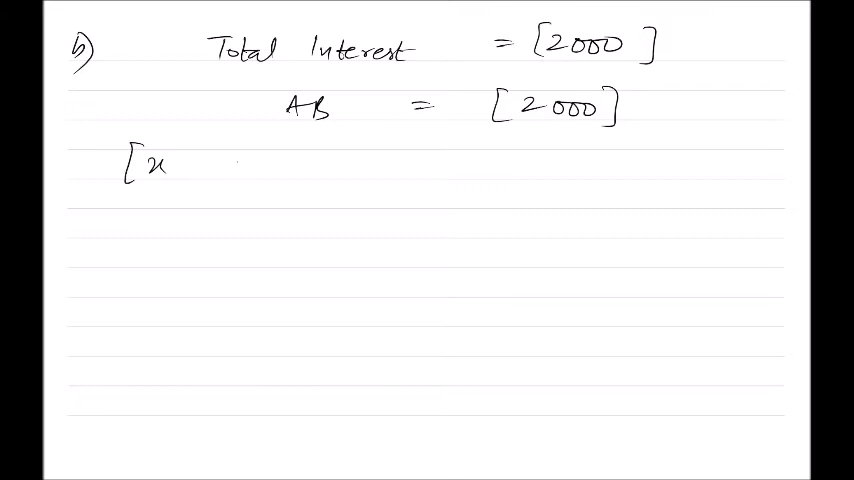 b) Total Interest = [2000]
AB = [2000]
[x